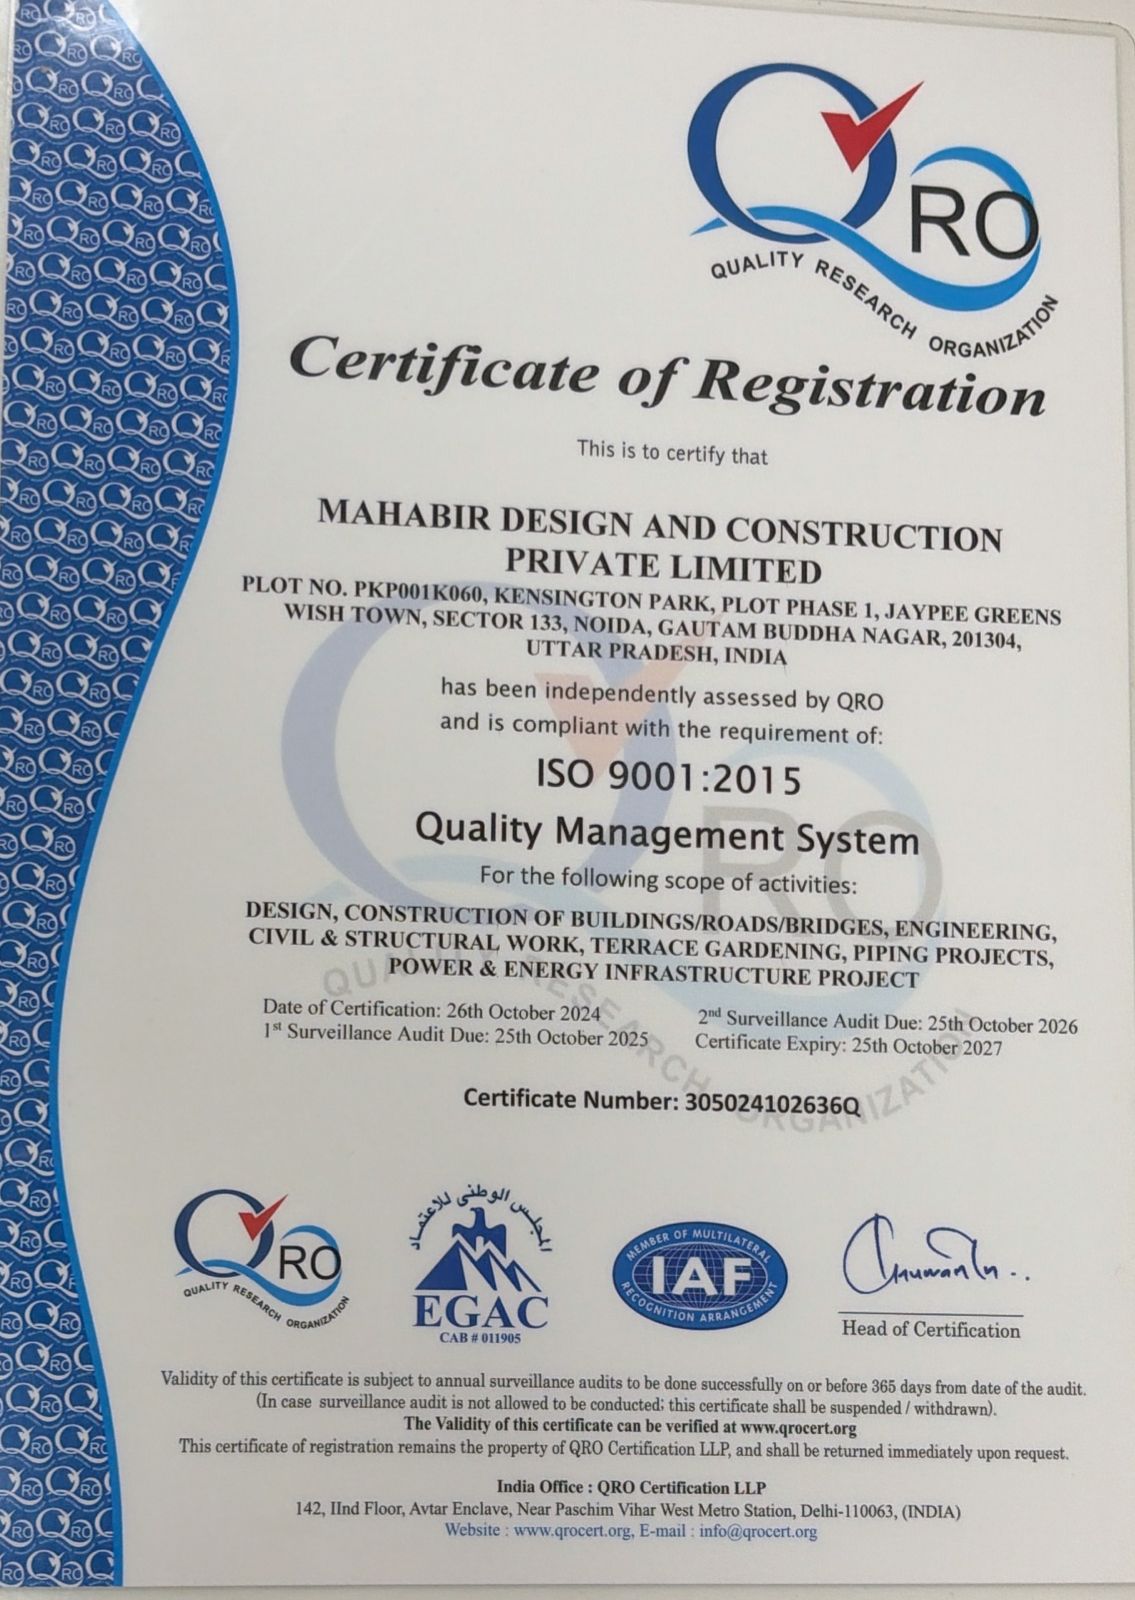 QRO
QUALITY RESEARCH ORGANIZATION
Certificate of Registration
This is to certify that
MAHABIR DESIGN AND CONSTRUCTION
PRIVATE LIMITED
PLOT NO. PKP001K060, KENSINGTON PARK, PLOT PHASE 1, JAYPEE GREENS
WISH TOWN, SECTOR 133, NOIDA, GAUTAM BUDDHA NAGAR, 201304,
UTTAR PRADESH, INDIA
has been independently assessed by QRO
and is compliant with the requirement of:
ISO 9001:2015
Quality Management System
For the following scope of activities:
DESIGN, CONSTRUCTION OF BUILDINGS/ROADS/BRIDGES, ENGINEERING,
CIVIL & STRUCTURAL WORK, TERRACE GARDENING, PIPING PROJECTS,
POWER & ENERGY INFRASTRUCTURE PROJECT
Date of Certification: 26th October 2024
1st Surveillance Audit Due: 25th October 2025
2nd Surveillance Audit Due: 25th October 2026
Certificate Expiry: 25th October 2027
Certificate Number: 305024102636Q
QRO
QUALITY RESEARCH ORGANIZATION
المجلس الوطني للاعتماد
EGAC
CAB # 011905
MEMBER OF MULTILATERAL
IAF
RECOGNITION ARRANGEMENT
Head of Certification
Validity of this certificate is subject to annual surveillance audits to be done successfully on or before 365 days from date of the audit.
(In case surveillance audit is not allowed to be conducted; this certificate shall be suspended / withdrawn).
The Validity of this certificate can be verified at www.qrocert.org
This certificate of registration remains the property of QRO Certification LLP, and shall be returned immediately upon request.
India Office : QRO Certification LLP
142, IInd Floor, Avtar Enclave, Near Paschim Vihar West Metro Station, Delhi-110063, (INDIA)
Website : www.qrocert.org, E-mail : info@qrocert.org